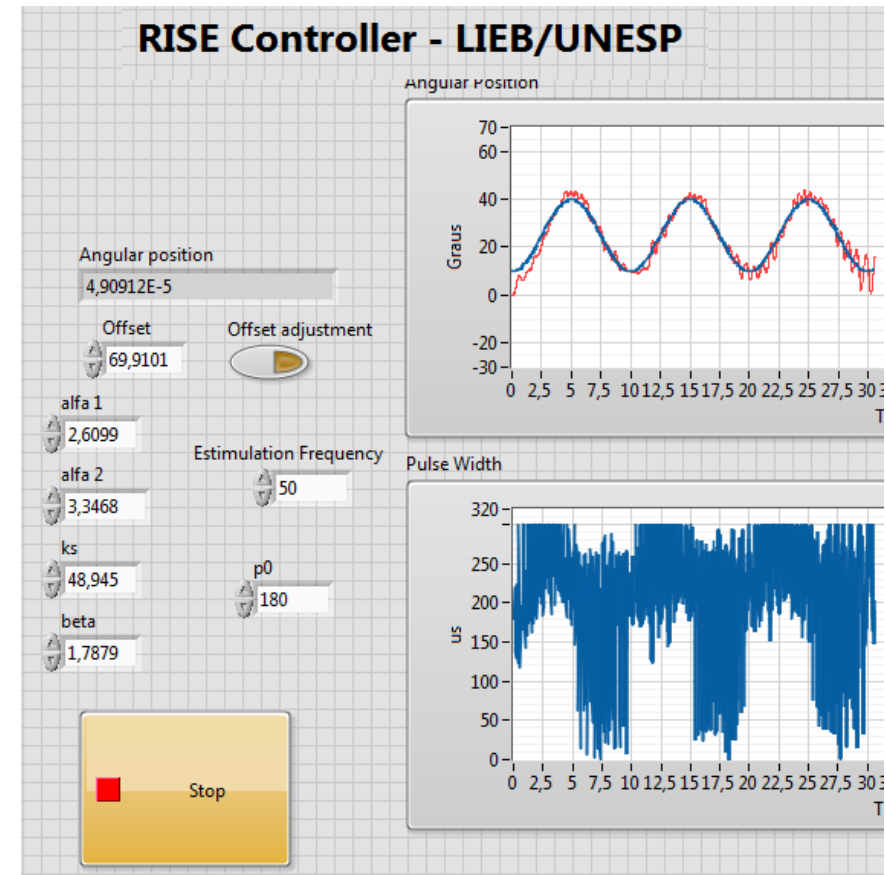 RISE Controller - LIEB/UNESP
Angular Position
70
60
40
Graus
20
0
-20
-30
0 2,5 5 7,5 10 12,5 15 17,5 20 22,5 25 27,5 30
T
Angular position
4,90912E-5
Offset
69,9101
Offset adjustment
alfa 1
2,6099
alfa 2
3,3468
ks
48,945
beta
1,7879
Estimulation Frequency
50
p0
180
Stop
Pulse Width
320
250
200
us
150
100
50
0
0 2,5 5 7,5 10 12,5 15 17,5 20 22,5 25 27,5 30
T